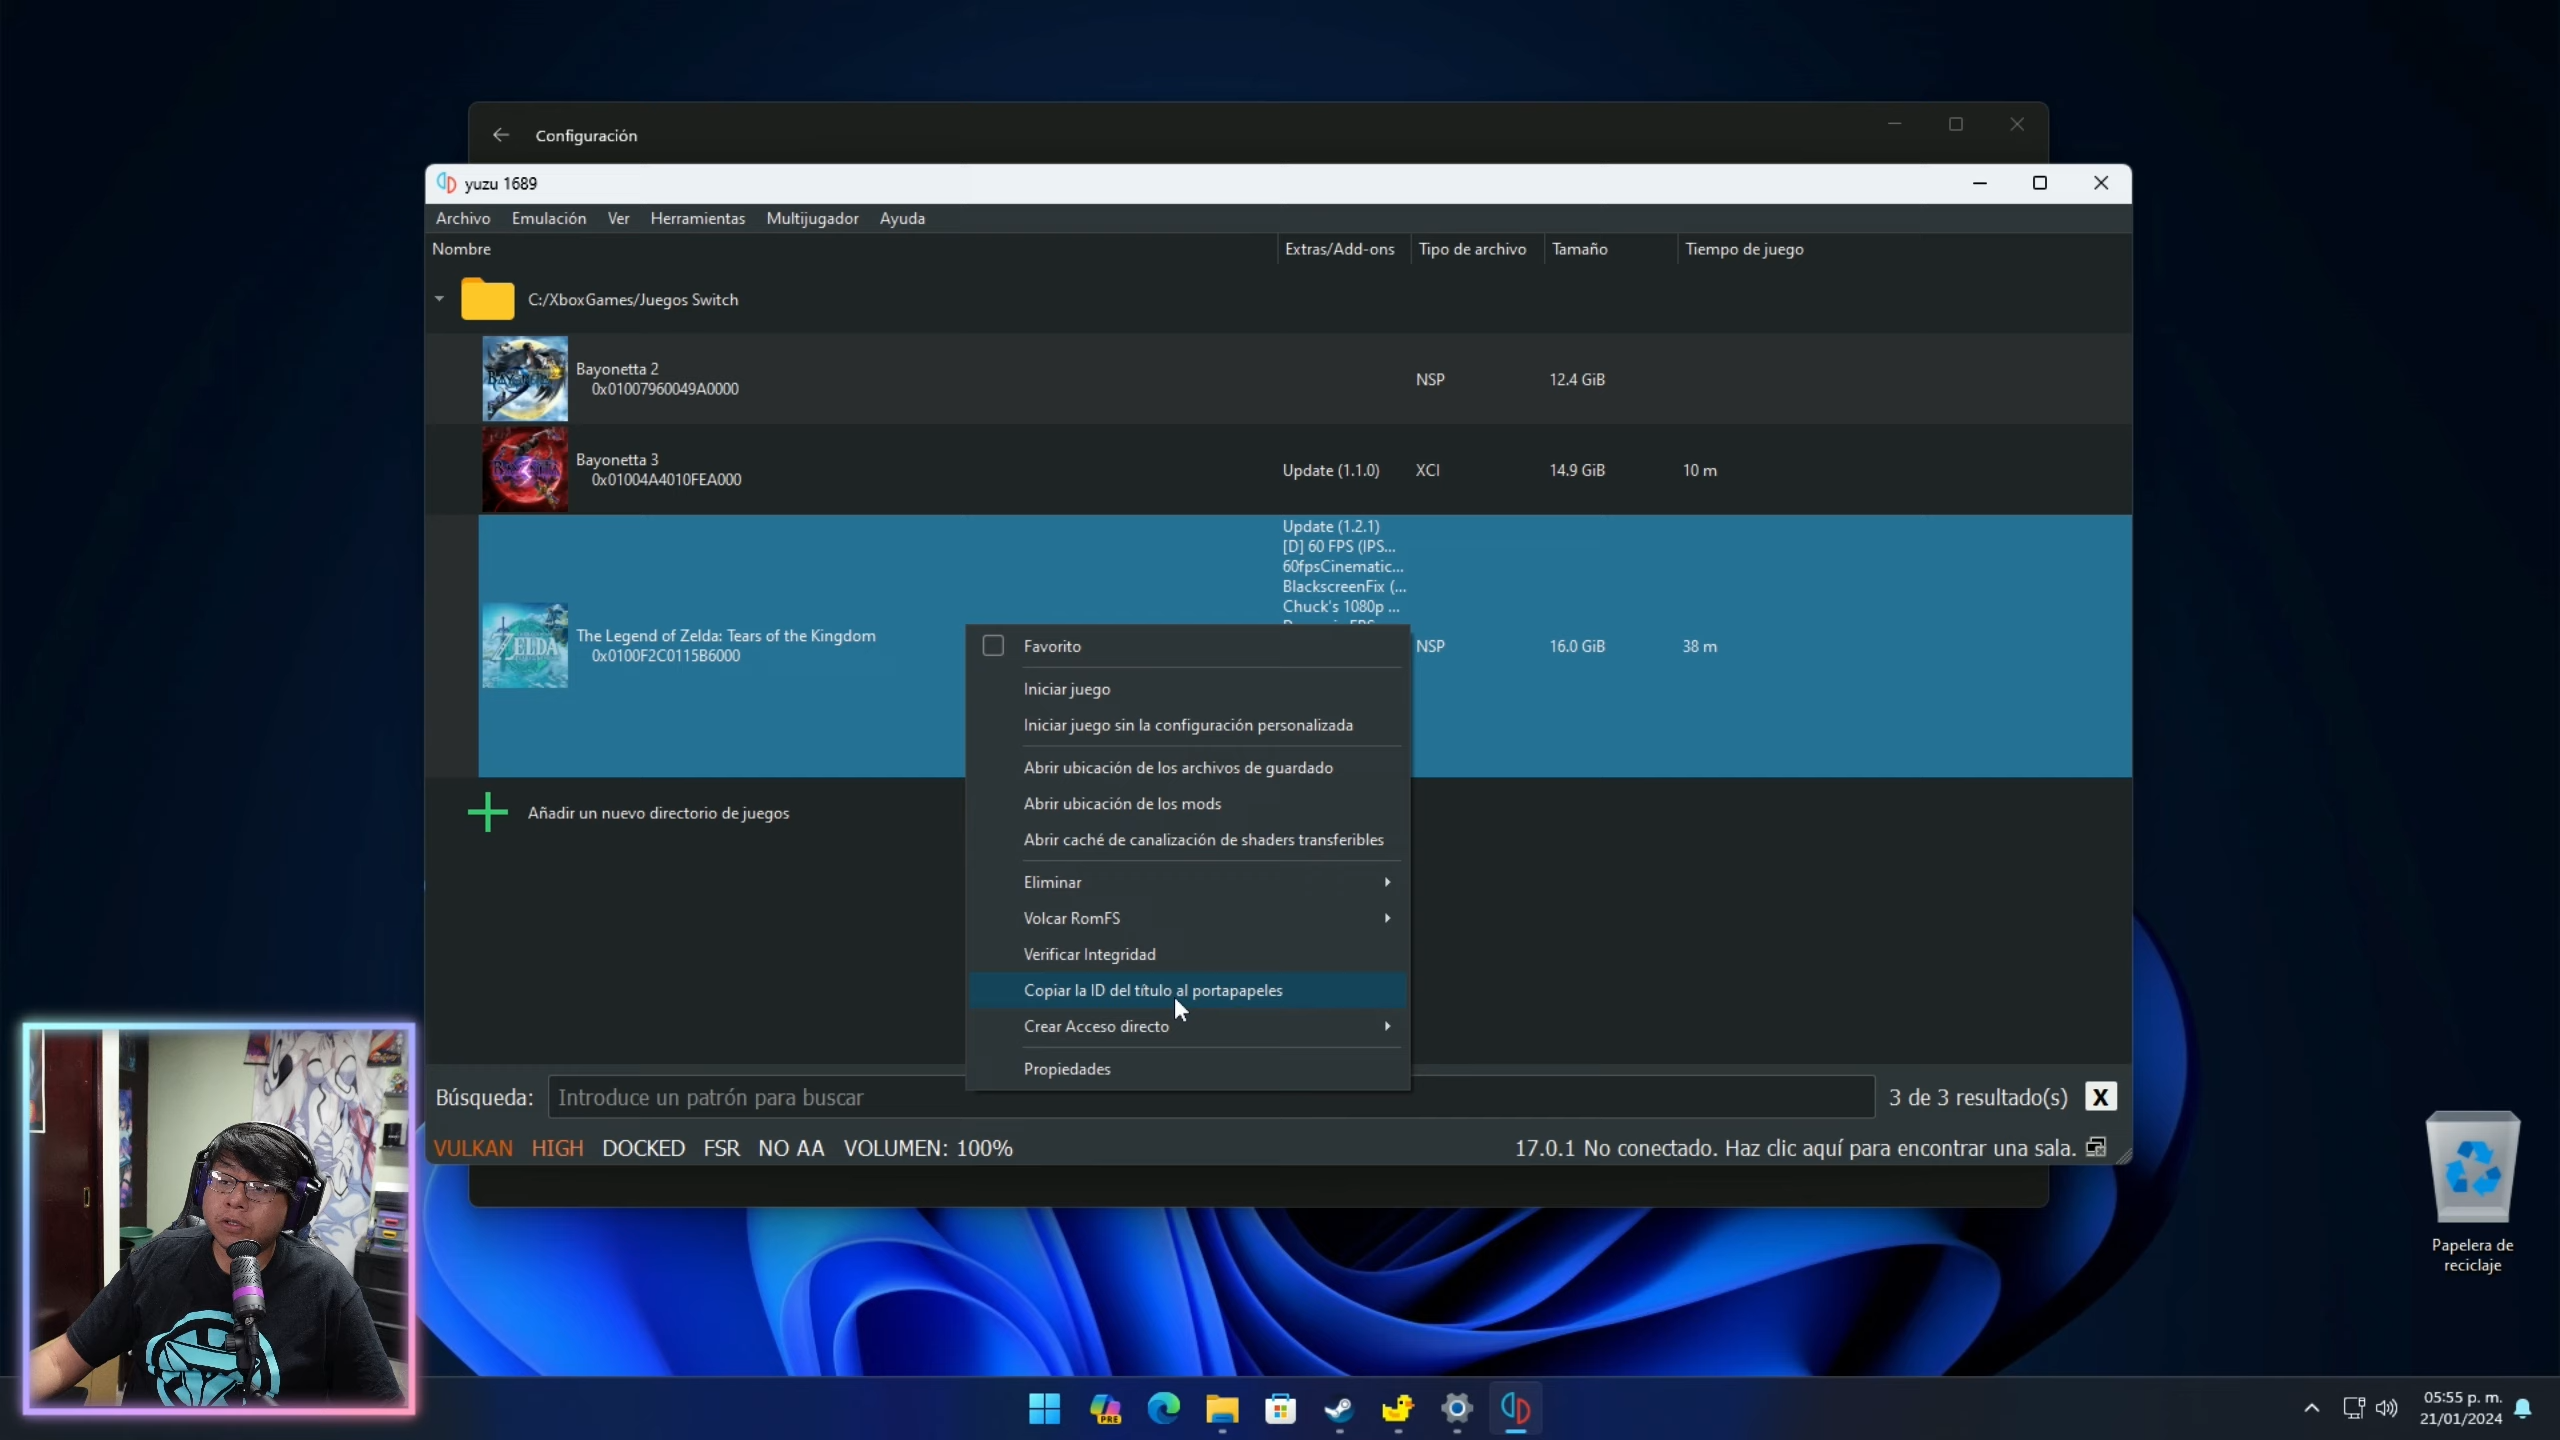 Configuración
yuzu 1689
Archivo Emulación Ver Herramientas Multijugador Ayuda
Nombre Extras/Add-ons Tipo de archivo Tamaño Tiempo de juego
C:/XboxGames/Juegos Switch
Bayonetta 2
0x01007960049A0000
NSP 12.4 GiB
Bayonetta 3
0x01004A4010FEA000
Update (1.1.0) XCI 14.9 GiB 10 m
Update (1.2.1)
[D] 60 FPS (IPS...
60fpsCinematic...
BlackscreenFix (...
Chuck's 1080p ...
ZELDA
The Legend of Zelda: Tears of the Kingdom
0x0100F2C0115B6000
NSP 16.0 GiB 38 m
Favorito
Iniciar juego
Iniciar juego sin la configuración personalizada
Abrir ubicación de los archivos de guardado
Abrir ubicación de los mods
Abrir caché de canalización de shaders transferibles
Eliminar
Volcar RomFS
Verificar Integridad
Copiar la ID del título al portapapeles
Crear Acceso directo
Propiedades
Añadir un nuevo directorio de juegos
Búsqueda: Introduce un patrón para buscar 3 de 3 resultado(s) X
VULKAN HIGH DOCKED FSR NO AA VOLUMEN: 100% 17.0.1 No conectado. Haz clic aquí para encontrar una sala.
Papelera de
reciclaje
PRE
05:55 p. m.
21/01/2024